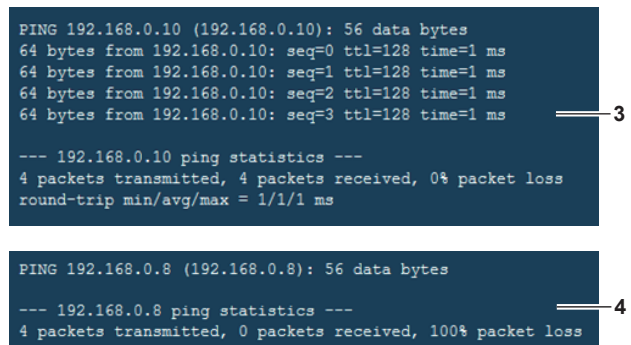 PING 192.168.0.10 (192.168.0.10): 56 data bytes
64 bytes from 192.168.0.10: seq=0 ttl=128 time=1 ms
64 bytes from 192.168.0.10: seq=1 ttl=128 time=1 ms
64 bytes from 192.168.0.10: seq=2 ttl=128 time=1 ms
64 bytes from 192.168.0.10: seq=3 ttl=128 time=1 ms
3
--- 192.168.0.10 ping statistics ---
4 packets transmitted, 4 packets received, 0% packet loss
round-trip min/avg/max = 1/1/1 ms
PING 192.168.0.8 (192.168.0.8): 56 data bytes
--- 192.168.0.8 ping statistics ---
4
4 packets transmitted, 0 packets received, 100% packet loss